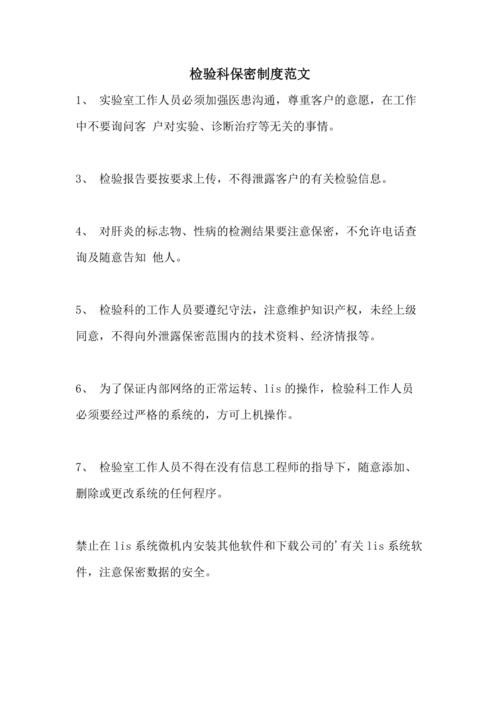 检验科保密制度范文
1、 实验室工作人员必须加强医患沟通，尊重客户的意愿，在工作
中不要询问客 户对实验、诊断治疗等无关的事情。
3、 检验报告要按要求上传，不得泄露客户的有关检验信息。
4、 对肝炎的标志物、性病的检测结果要注意保密，不允许电话查
询及随意告知 他人。
5、 检验科的工作人员要遵纪守法，注意维护知识产权，未经上级
同意，不得向外泄露保密范围内的技术资料、经济情报等。
6、 为了保证内部网络的正常运转、lis的操作，检验科工作人员
必须要经过严格的系统的，方可上机操作。
7、 检验室工作人员不得在没有信息工程师的指导下，随意添加、
删除或更改系统的任何程序。
禁止在lis系统微机内安装其他软件和下载公司的'有关lis系统软
件，注意保密数据的安全。